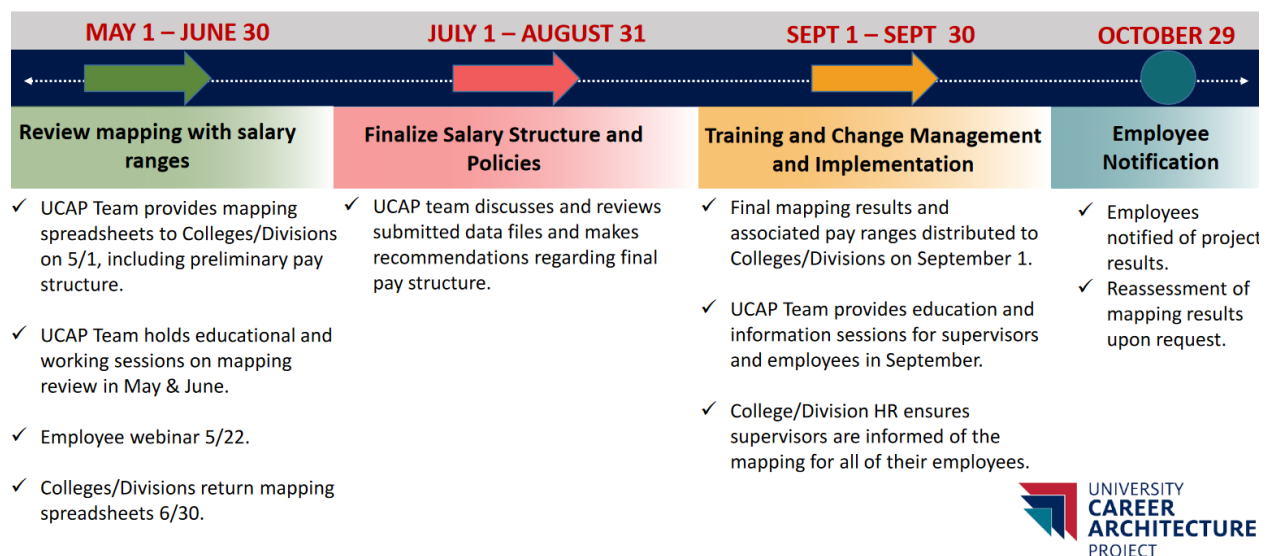 MAY 1 – JUNE 30
JULY 1 – AUGUST 31
SEPT 1 – SEPT 30
OCTOBER 29
Review mapping with salary
ranges
Finalize Salary Structure and
Policies
Training and Change Management
and Implementation
Employee
Notification
✓ UCAP Team provides mapping
spreadsheets to Colleges/Divisions
on 5/1, including preliminary pay
structure.
✓ UCAP Team holds educational and
working sessions on mapping
review in May & June.
✓ Employee webinar 5/22.
✓ Colleges/Divisions return mapping
spreadsheets 6/30.
✓ UCAP team discusses and reviews
submitted data files and makes
recommendations regarding final
pay structure.
✓ Final mapping results and
associated pay ranges distributed to
Colleges/Divisions on September 1.
✓ UCAP Team provides education and
information sessions for supervisors
and employees in September.
✓ College/Division HR ensures
supervisors are informed of the
mapping for all of their employees.
✓ Employees
notified of project
results.
✓ Reassessment of
mapping results
upon request.
UNIVERSITY
CAREER
ARCHITECTURE
PROJECT